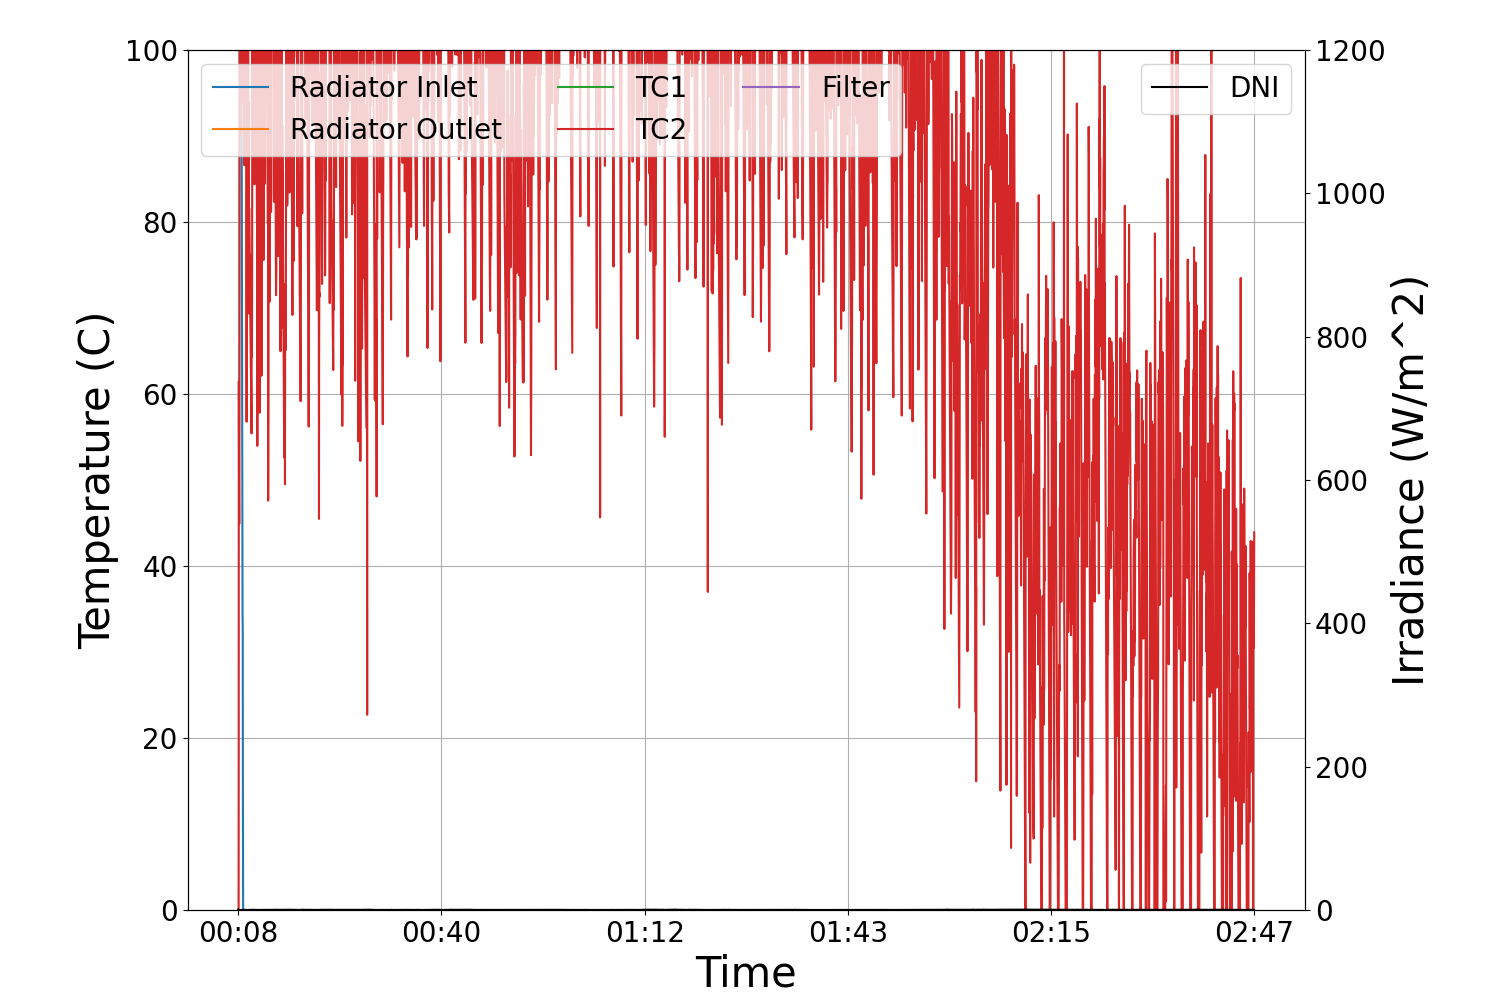 100
80
60
40
20
0
Temperature (C)
Radiator Inlet
Radiator Outlet
TC1
TC2
Filter
DNI
1200
1000
800
600
400
200
0
Irradiance (W/m^2)
00:08
00:40
01:12
01:43
02:15
02:47
Time